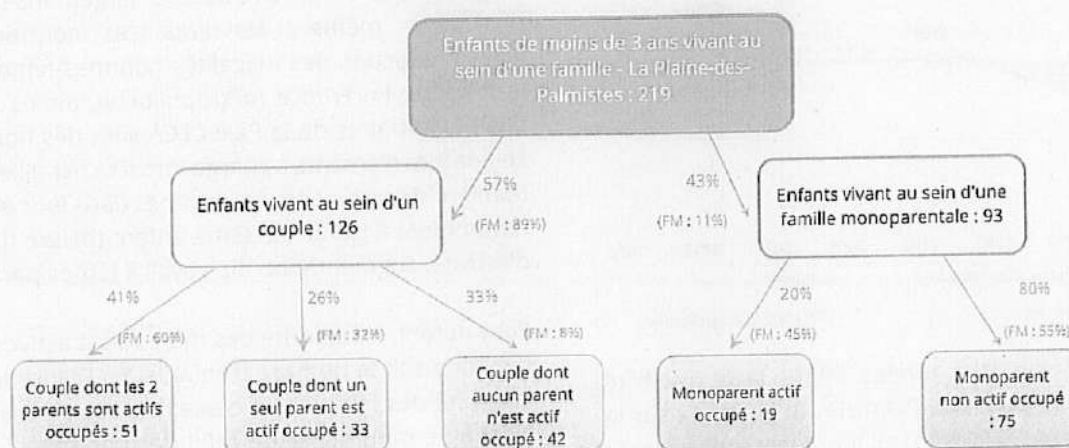 Enfants de moins de 3 ans vivant au
sein d'une famille - La Plaine-des-
Palmistes : 219
57%
(FM : 89%)
43%
(FM : 11%)
Enfants vivant au sein d'un
couple : 126
Enfants vivant au sein d'une
famille monoparentale : 93
41%
(FM : 60%)
26%
(FM : 32%)
33%
(FM : 8%)
20%
(FM : 45%)
80%
(FM : 55%)
Couple dont les 2
parents sont actifs
occupés : 51
Couple dont un
seul parent est
actif occupé : 33
Couple dont
aucun parent
n'est actif
occupé : 42
Monoparent actif
occupé : 19
Monoparent
non actif occupé
: 75